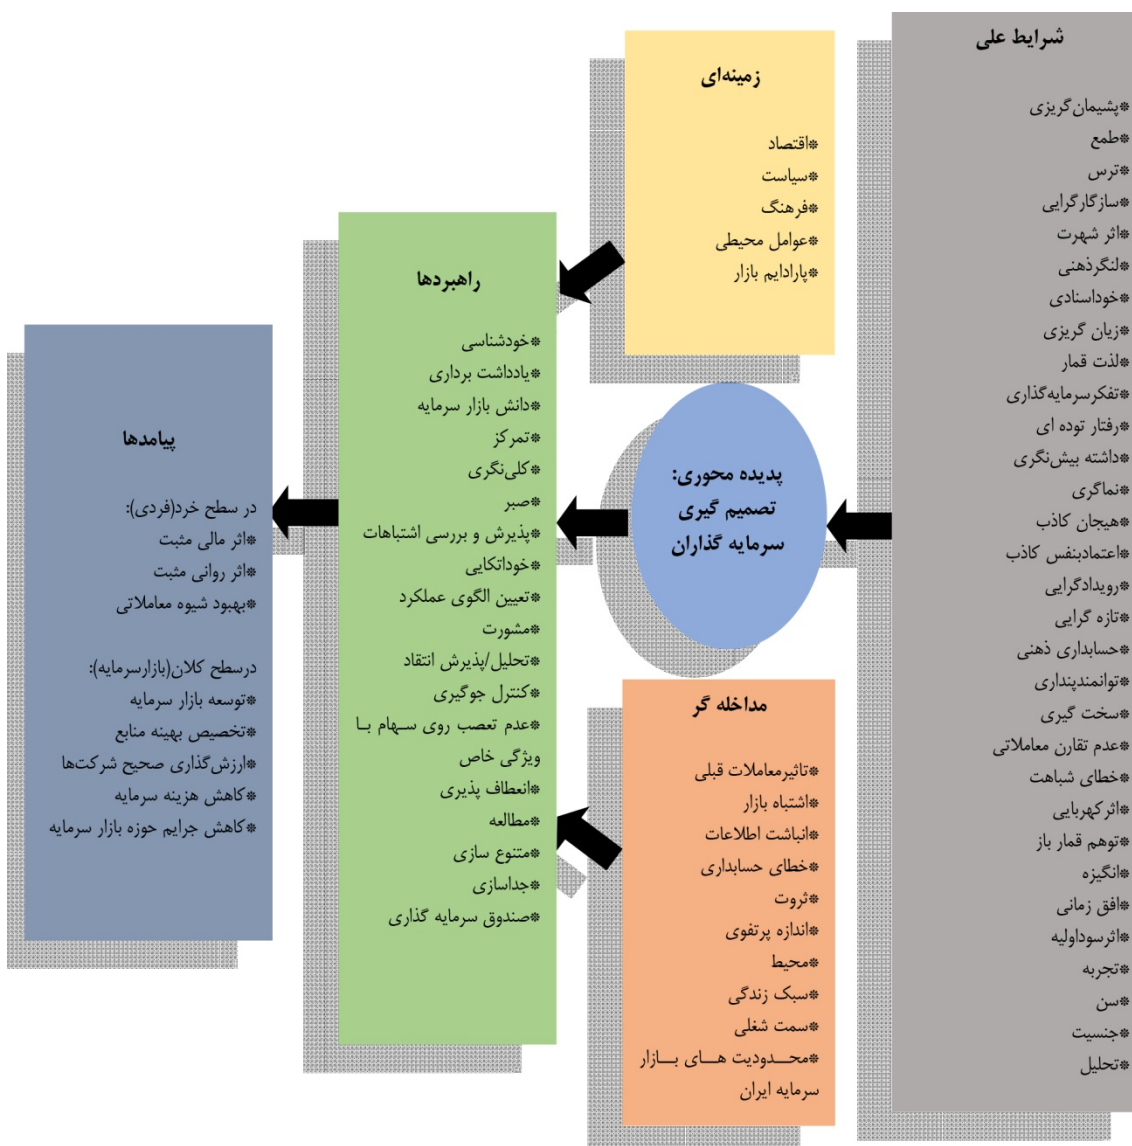 شرایط علی
*پشیمان‌گریزی
*طمع
*ترس
*سازگارگرایی
*اثر شهرت
*لنگرذهنی
*خوداسنادی
*زیان گریزی
*لذت قمار
*تفکرسرمایه‌گذاری
*رفتار توده ای
*داشته بیش‌نگری
*نماگری
*هیجان کاذب
*اعتمادبنفس کاذب
*رویدادگرایی
*تازه گرایی
*حسابداری ذهنی
*توانمندپنداری
*سخت گیری
*عدم تقارن معاملاتی
*خطای شباهت
*اثرکهربایی
*توهم قمار باز
*انگیزه
*افق زمانی
*اثرسوداولیه
*تجربه
*سن
*جنسیت
*تحلیل
زمینه‌ای
*اقتصاد
*سیاست
*فرهنگ
*عوامل محیطی
*پارادایم بازار
پدیده محوری:
تصمیم گیری
سرمایه گذاران
مداخله گر
*تاثیرمعاملات قبلی
*اشتباه بازار
*انباشت اطلاعات
*خطای حسابداری
*ثروت
*اندازه پرتفوی
*محیط
*سبک زندگی
*سمت شغلی
*محـدودیت هـای بـازار
سرمایه ایران
راهبردها
*خودشناسی
*یادداشت برداری
*دانش بازار سرمایه
*تمرکز
*کلی‌نگری
*صبر
*پذیرش و بررسی اشتباهات
*خوداتکایی
*تعیین الگوی عملکرد
*مشورت
*تحلیل/پذیرش انتقاد
*کنترل جوگیری
*عدم تعصب روی سـهام بـا
ویژگی خاص
*انعطاف پذیری
*مطالعه
*متنوع سازی
*جداسازی
*صندوق سرمایه گذاری
پیامدها
در سطح خرد(فردی):
*اثر مالی مثبت
*اثر روانی مثبت
*بهبود شیوه معاملاتی
درسطح کلان(بازارسرمایه):
*توسعه بازار سرمایه
*تخصیص بهینه منابع
*ارزش‌گذاری صحیح شرکت‌ها
*کاهش هزینه سرمایه
*کاهش جرایم حوزه بازار سرمایه